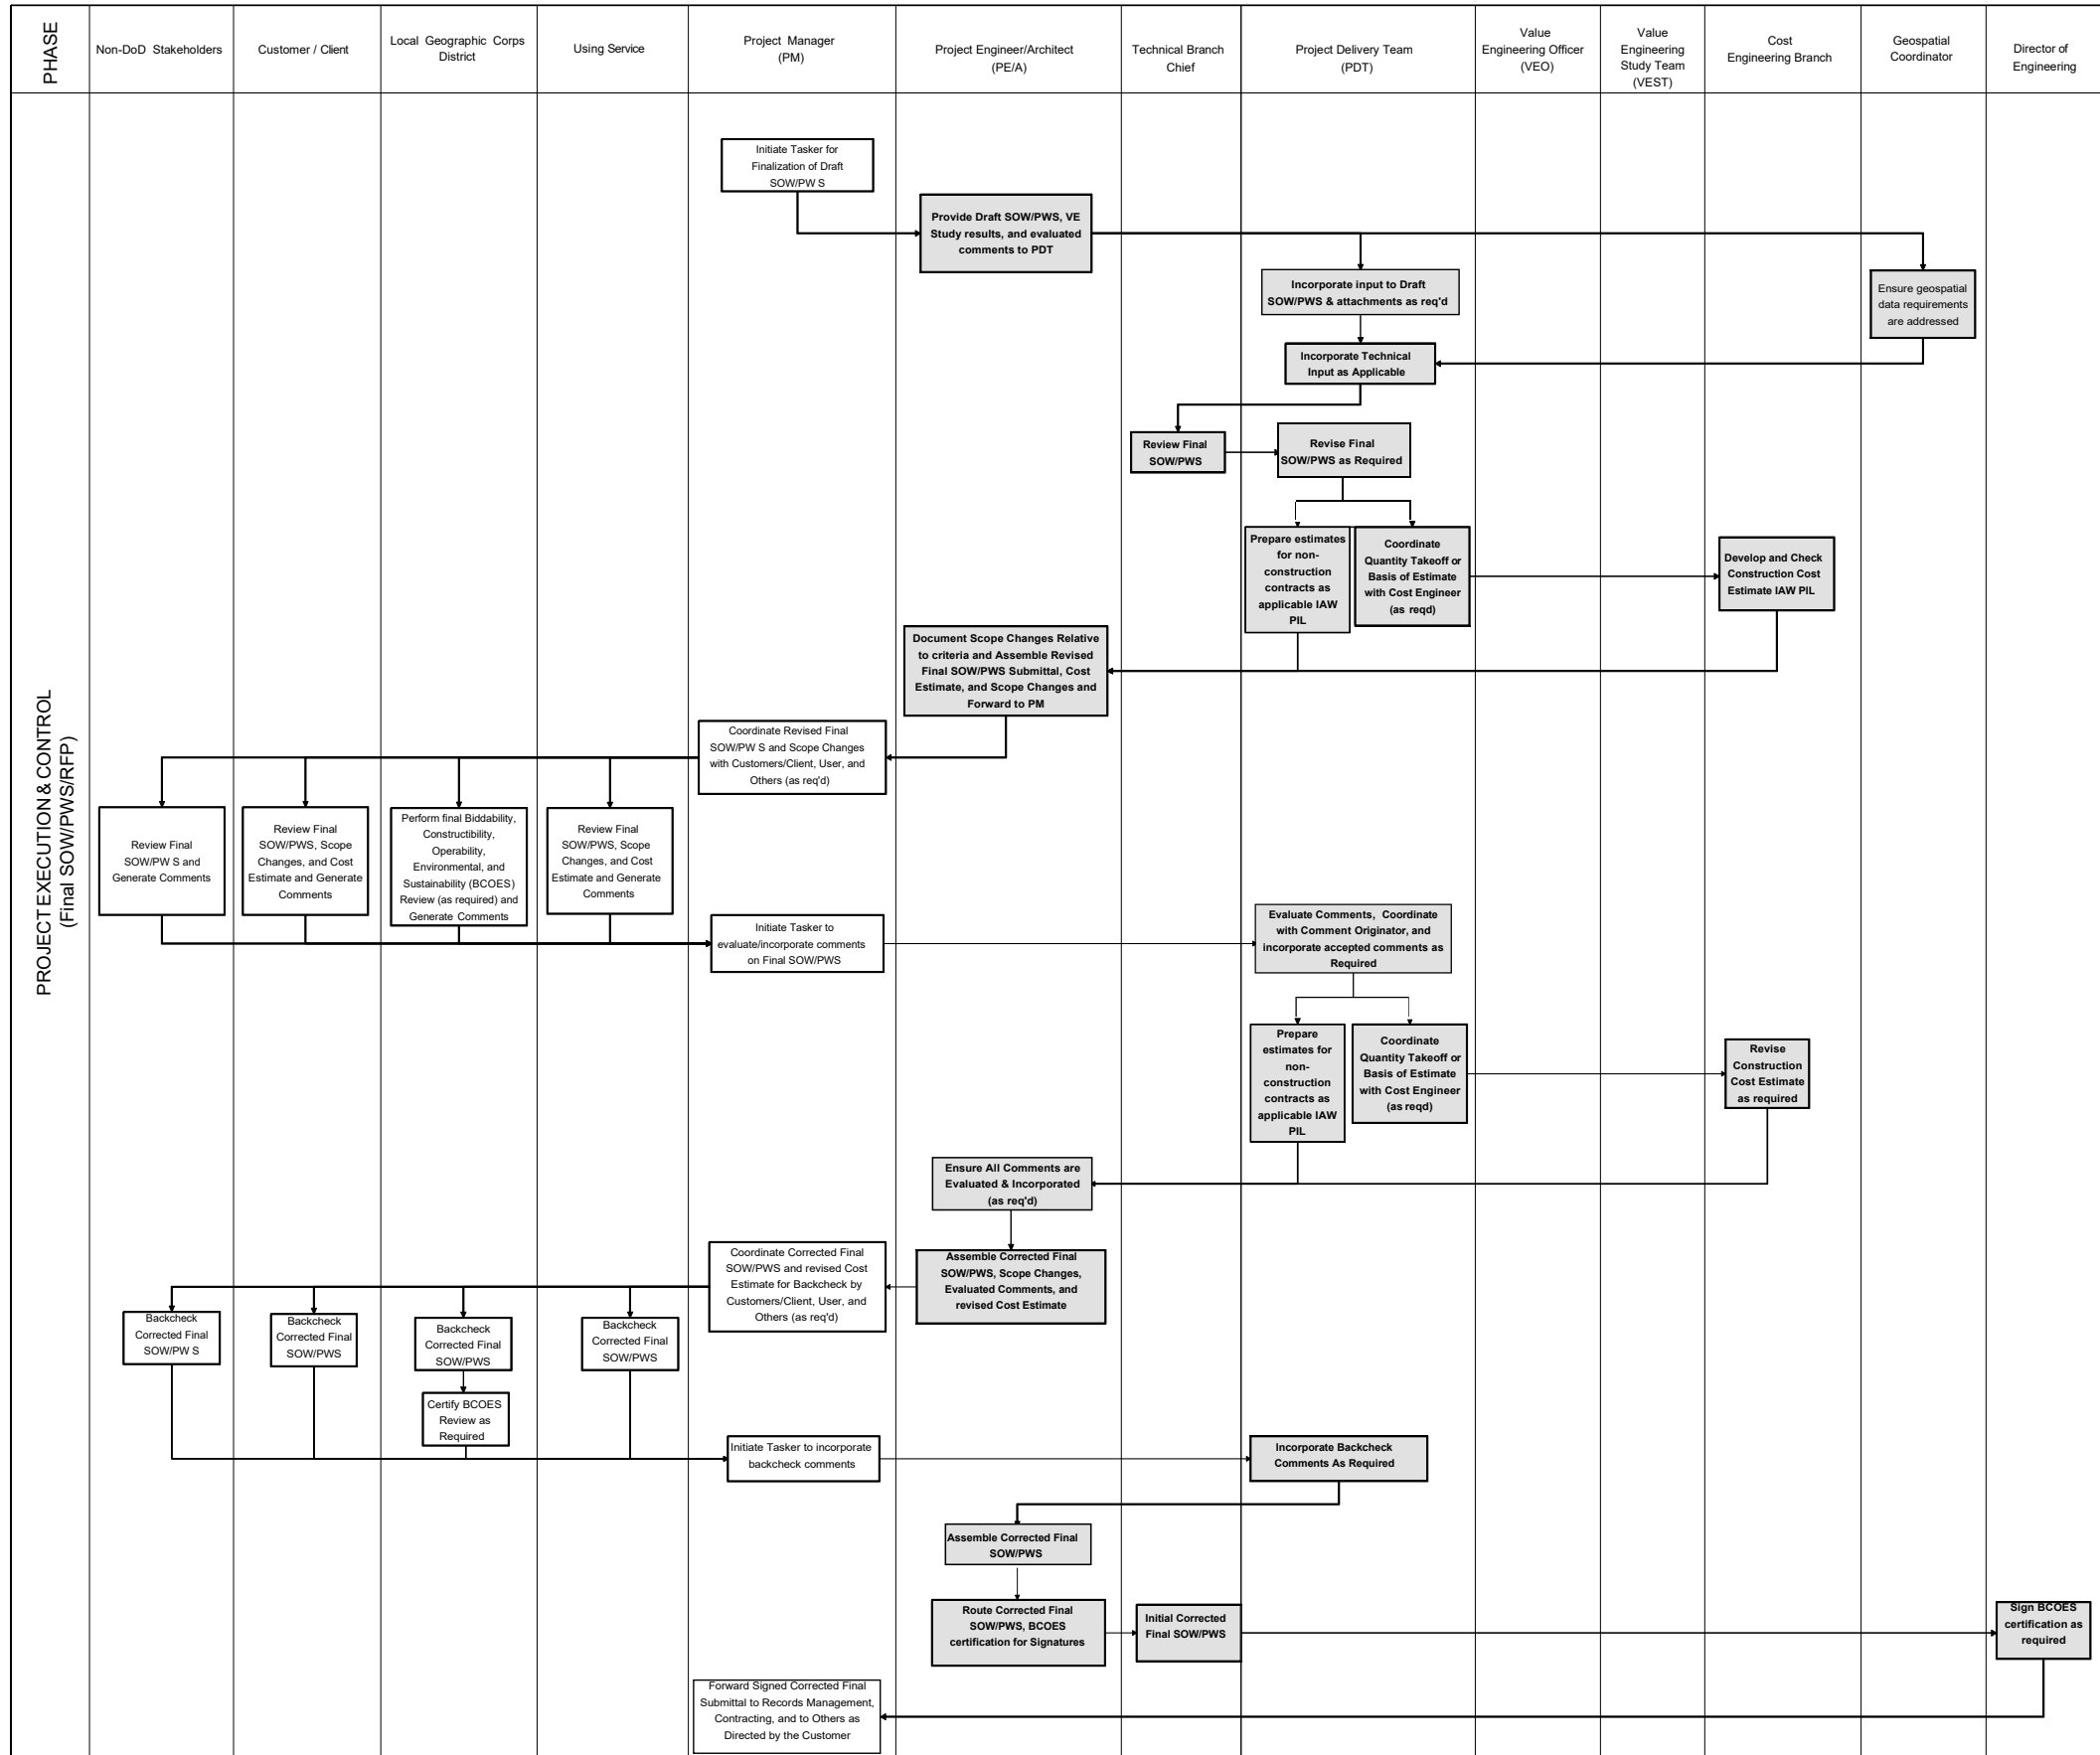 PHASE
Non-DoD Stakeholders
Customer / Client
Local Geographic Corps
District
Using Service
Project Manager
(PM)
Project Engineer/Architect
(PE/A)
Technical Branch
Chief
Project Delivery Team
(PDT)
Value
Engineering Officer
(VEO)
Value
Engineering
Study Team
(VEST)
Cost
Engineering Branch
Geospatial
Coordinator
Director of
Engineering
PROJECT EXECUTION & CONTROL
(Final SOW/PWS/RFP)
Initiate Tasker for
Finalization of Draft
SOW/PW S
Provide Draft SOW/PWS, VE
Study results, and evaluated
comments to PDT
Incorporate input to Draft
SOW/PWS & attachments as req'd
Ensure geospatial
data requirements
are addressed
Incorporate Technical
Input as Applicable
Review Final
SOW/PWS
Revise Final
SOW/PWS as Required
Prepare estimates
for non-
construction
contracts as
applicable IAW
PIL
Coordinate
Quantity Takeoff or
Basis of Estimate
with Cost Engineer
(as reqd)
Develop and Check
Construction Cost
Estimate IAW PIL
Document Scope Changes Relative
to criteria and Assemble Revised
Final SOW/PWS Submittal, Cost
Estimate, and Scope Changes and
Forward to PM
Coordinate Revised Final
SOW/PW S and Scope Changes
with Customers/Client, User, and
Others (as req'd)
Review Final
SOW/PW S and
Generate Comments
Review Final
SOW/PWS, Scope
Changes, and Cost
Estimate and Generate
Comments
Perform final Biddability,
Constructibility,
Operability,
Environmental, and
Sustainability (BCOES)
Review (as required) and
Generate Comments
Review Final
SOW/PWS, Scope
Changes, and Cost
Estimate and Generate
Comments
Initiate Tasker to
evaluate/incorporate comments
on Final SOW/PWS
Evaluate Comments, Coordinate
with Comment Originator, and
incorporate accepted comments as
Required
Prepare
estimates for
non-
construction
contracts as
applicable IAW
PIL
Coordinate
Quantity Takeoff or
Basis of Estimate
with Cost Engineer
(as reqd)
Revise
Construction
Cost Estimate
as required
Ensure All Comments are
Evaluated & Incorporated
(as req'd)
Assemble Corrected Final
SOW/PWS, Scope Changes,
Evaluated Comments, and
revised Cost Estimate
Coordinate Corrected Final
SOW/PWS and revised Cost
Estimate for Backcheck by
Customers/Client, User, and
Others (as req'd)
Backcheck
Corrected Final
SOW/PW S
Backcheck
Corrected Final
SOW/PWS
Backcheck
Corrected Final
SOW/PWS
Backcheck
Corrected Final
SOW/PWS
Certify BCOES
Review as
Required
Initiate Tasker to incorporate
backcheck comments
Incorporate Backcheck
Comments As Required
Assemble Corrected Final
SOW/PWS
Route Corrected Final
SOW/PWS, BCOES
certification for Signatures
Initial Corrected
Final SOW/PWS
Sign BCOES
certification as
required
Forward Signed Corrected Final
Submittal to Records Management,
Contracting, and to Others as
Directed by the Customer